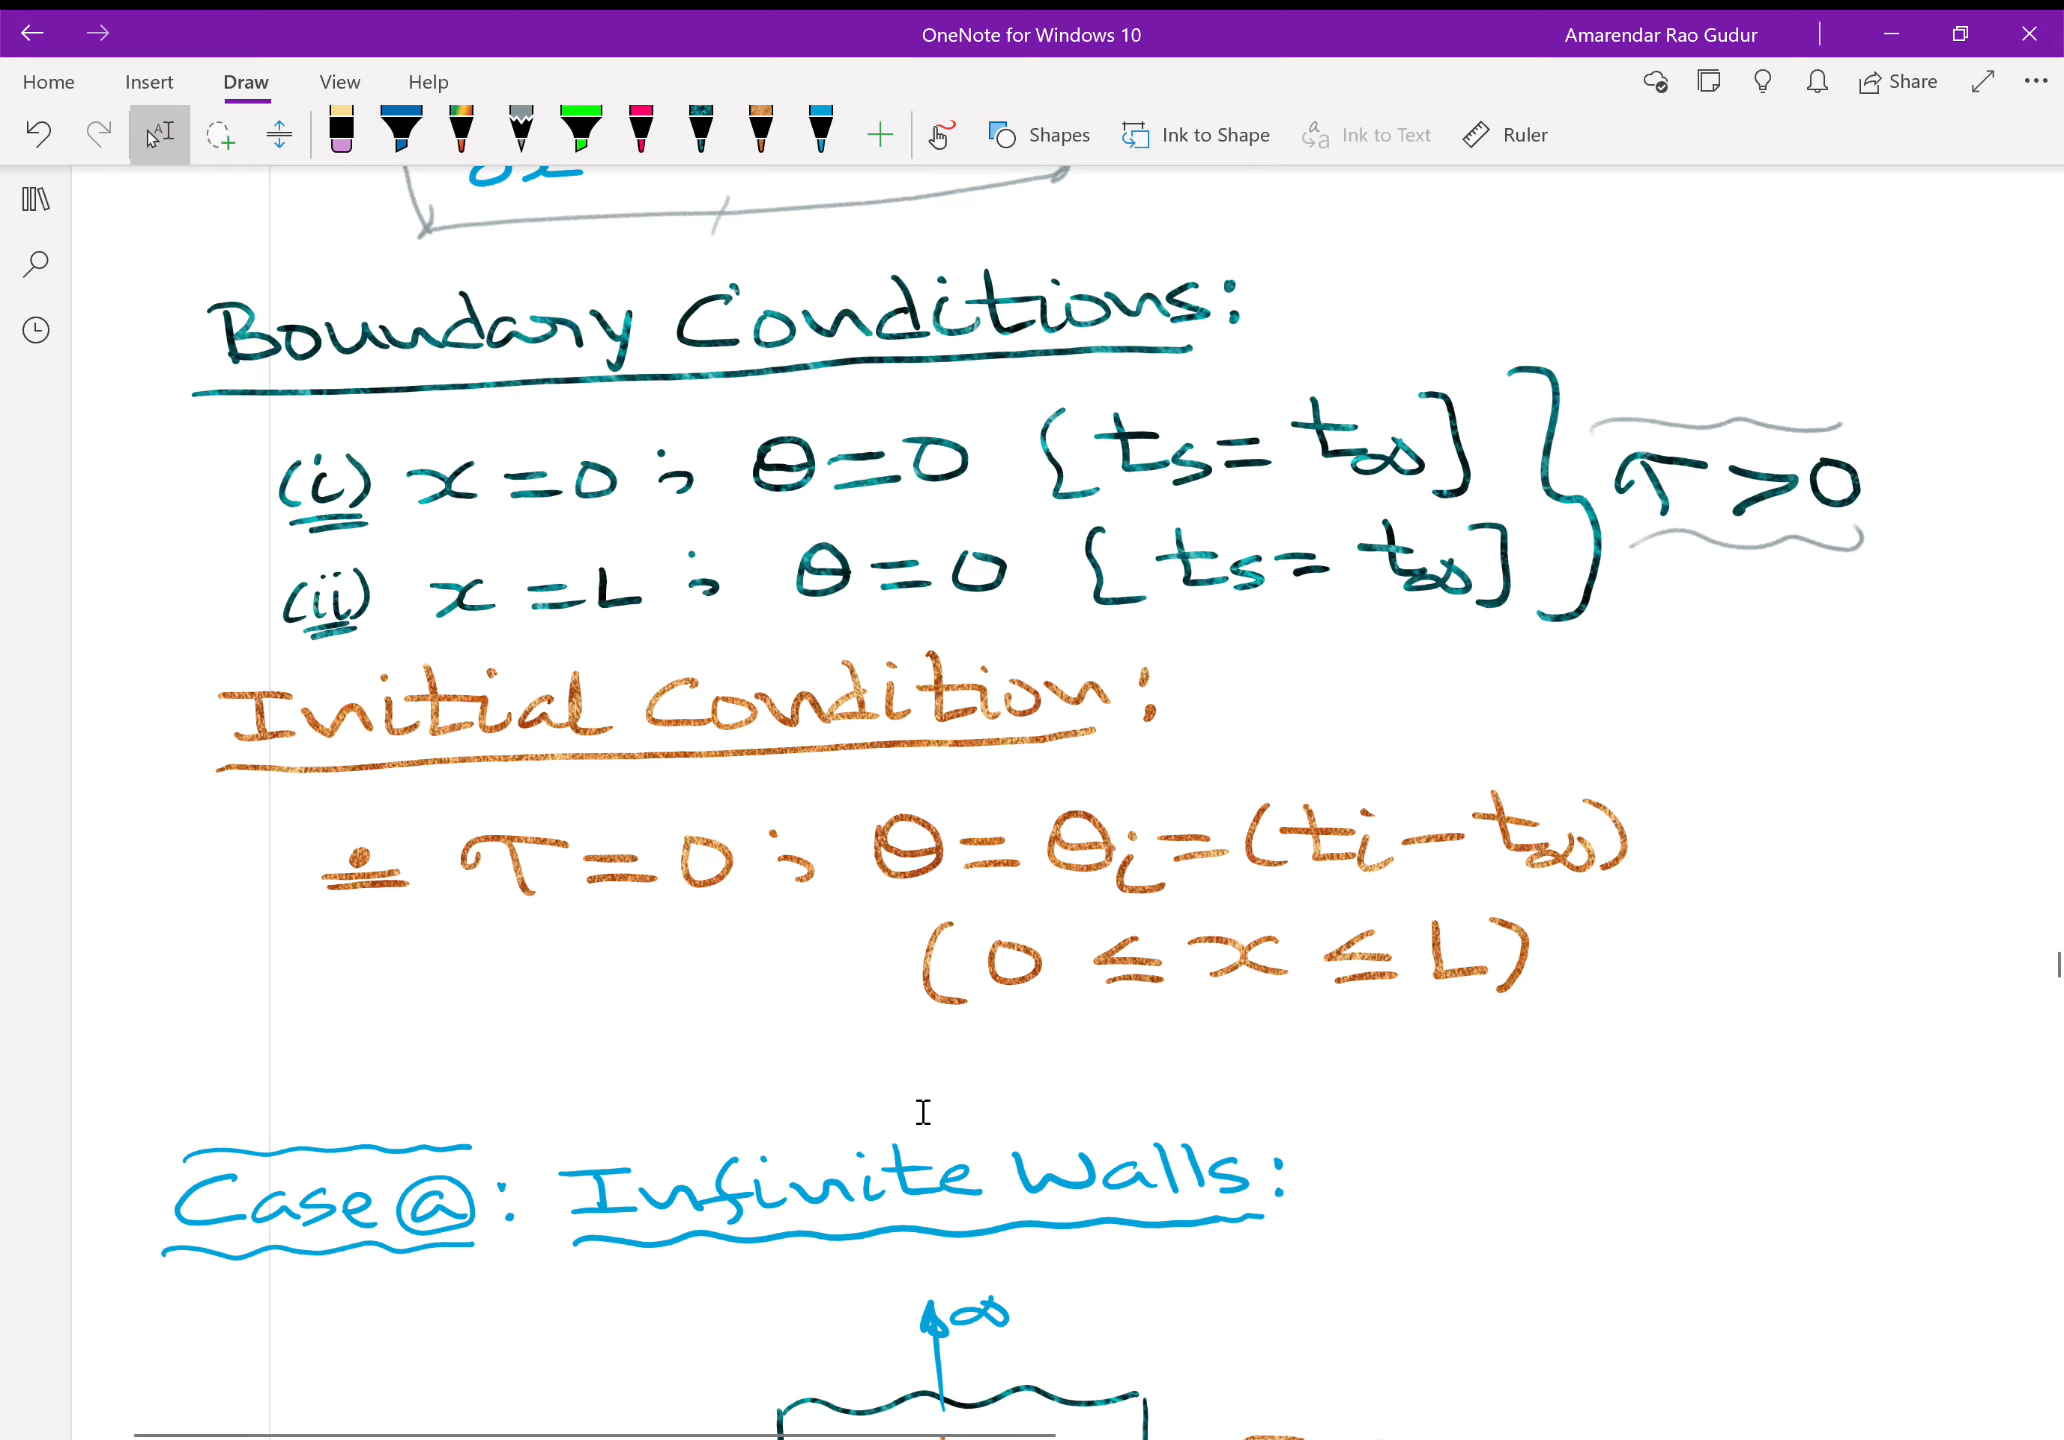 OneNote for Windows 10
Amarendar Rao Gudur
Home Insert Draw View Help
Share
Shapes Ink to Shape Ink to Text Ruler
Boundary Conditions:
(i) x = 0 ; θ = 0 [ts = t∞]
τ > 0
(ii) x = L ; θ = 0 [ts = t∞]
Initial Condition:
τ = 0 ; θ = θi = (ti − t∞)
(0 ≤ x ≤ L)
Case ⓐ: Infinite Walls:
∞